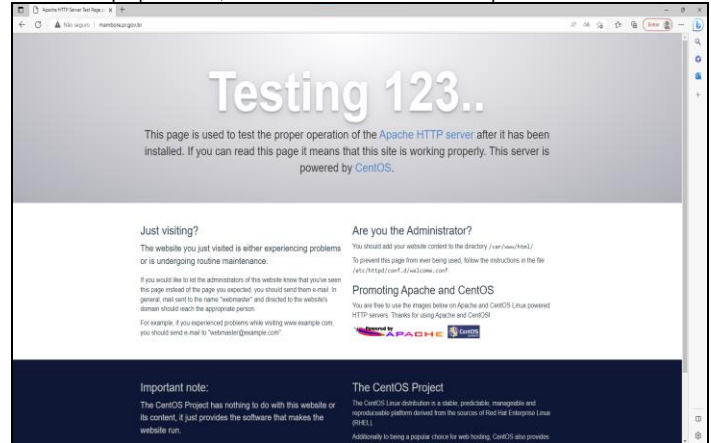 Apache HTTP Server Test Page
Não seguro | mambore.pr.gov.br
Testing 123..
This page is used to test the proper operation of the Apache HTTP server after it has been
installed. If you can read this page it means that this site is working properly. This server is
powered by CentOS.
Just visiting?
The website you just visited is either experiencing problems
or is undergoing routine maintenance.
If you would like to let the administrators of this website know that you've seen
this page instead of the page you expected, you should send them e-mail. In
general, mail sent to the name "webmaster" and directed to the website's
domain should reach the appropriate person.
For example, if you experienced problems while visiting www.example.com,
you should send e-mail to "webmaster@example.com".
Are you the Administrator?
You should add your website content to the directory /var/www/html/.
To prevent this page from ever being used, follow the instructions in the file
/etc/httpd/conf.d/welcome.conf.
Promoting Apache and CentOS
You are free to use the images below on Apache and CentOS Linux powered
HTTP servers. Thanks for using Apache and CentOS!
Powered by
APACHE
CentOS
Important note:
The CentOS Project has nothing to do with this website or
its content, it just provides the software that makes the
website run.
The CentOS Project
The CentOS Linux distribution is a stable, predictable, manageable and
reproduceable platform derived from the sources of Red Hat Enterprise Linux
(RHEL).
Additionally to being a popular choice for web hosting, CentOS also provides